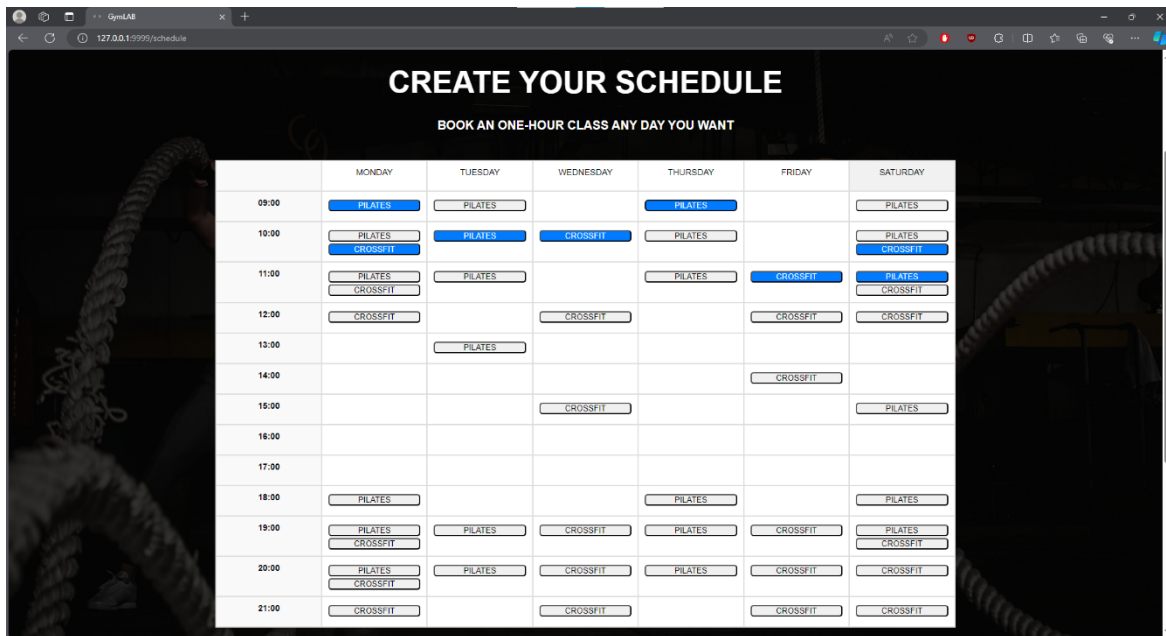 GymLAB
127.0.0.1:9999/schedule
CREATE YOUR SCHEDULE
BOOK AN ONE-HOUR CLASS ANY DAY YOU WANT
MONDAY TUESDAY WEDNESDAY THURSDAY FRIDAY SATURDAY
09:00 PILATES PILATES PILATES PILATES
10:00 PILATES PILATES CROSSFIT PILATES PILATES
CROSSFIT CROSSFIT
11:00 PILATES PILATES PILATES CROSSFIT PILATES
CROSSFIT CROSSFIT
12:00 CROSSFIT CROSSFIT CROSSFIT CROSSFIT
13:00 PILATES
14:00 CROSSFIT
15:00 CROSSFIT PILATES
16:00
17:00
18:00 PILATES PILATES PILATES
19:00 PILATES PILATES CROSSFIT PILATES CROSSFIT PILATES
CROSSFIT CROSSFIT
20:00 PILATES PILATES CROSSFIT PILATES CROSSFIT CROSSFIT
CROSSFIT
21:00 CROSSFIT CROSSFIT CROSSFIT CROSSFIT